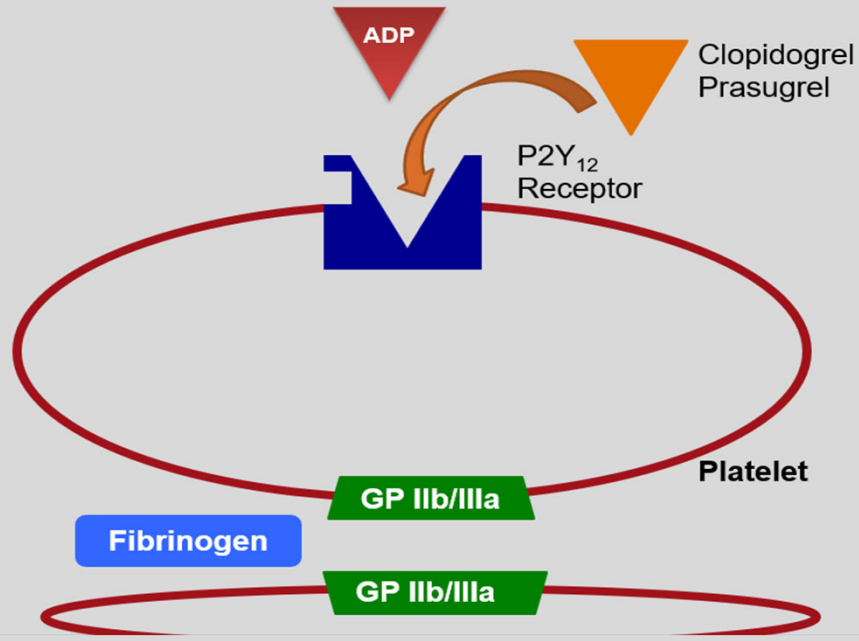 ADP
Clopidogrel
Prasugrel
P2Y₁₂
Receptor
Platelet
GP IIb/IIIa
Fibrinogen
GP IIb/IIIa